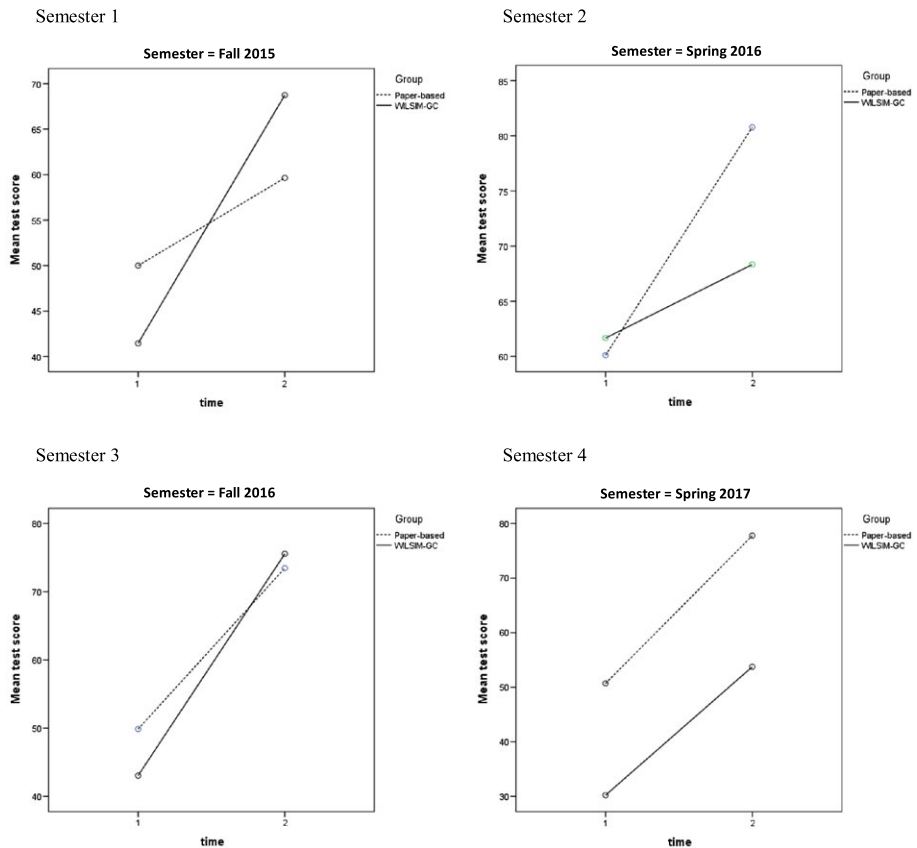 Semester 1
Semester = Fall 2015
Group
Paper-based
WILSIM-GC
Mean test score
70
65
60
55
50
45
40
1
2
time
Semester 2
Semester = Spring 2016
Group
Paper-based
WILSIM-GC
Mean test score
85
80
75
70
65
60
1
2
time
Semester 3
Semester = Fall 2016
Group
Paper-based
WILSIM-GC
Mean test score
80
70
60
50
40
1
2
time
Semester 4
Semester = Spring 2017
Group
Paper-based
WILSIM-GC
Mean test score
80
70
60
50
40
30
1
2
time